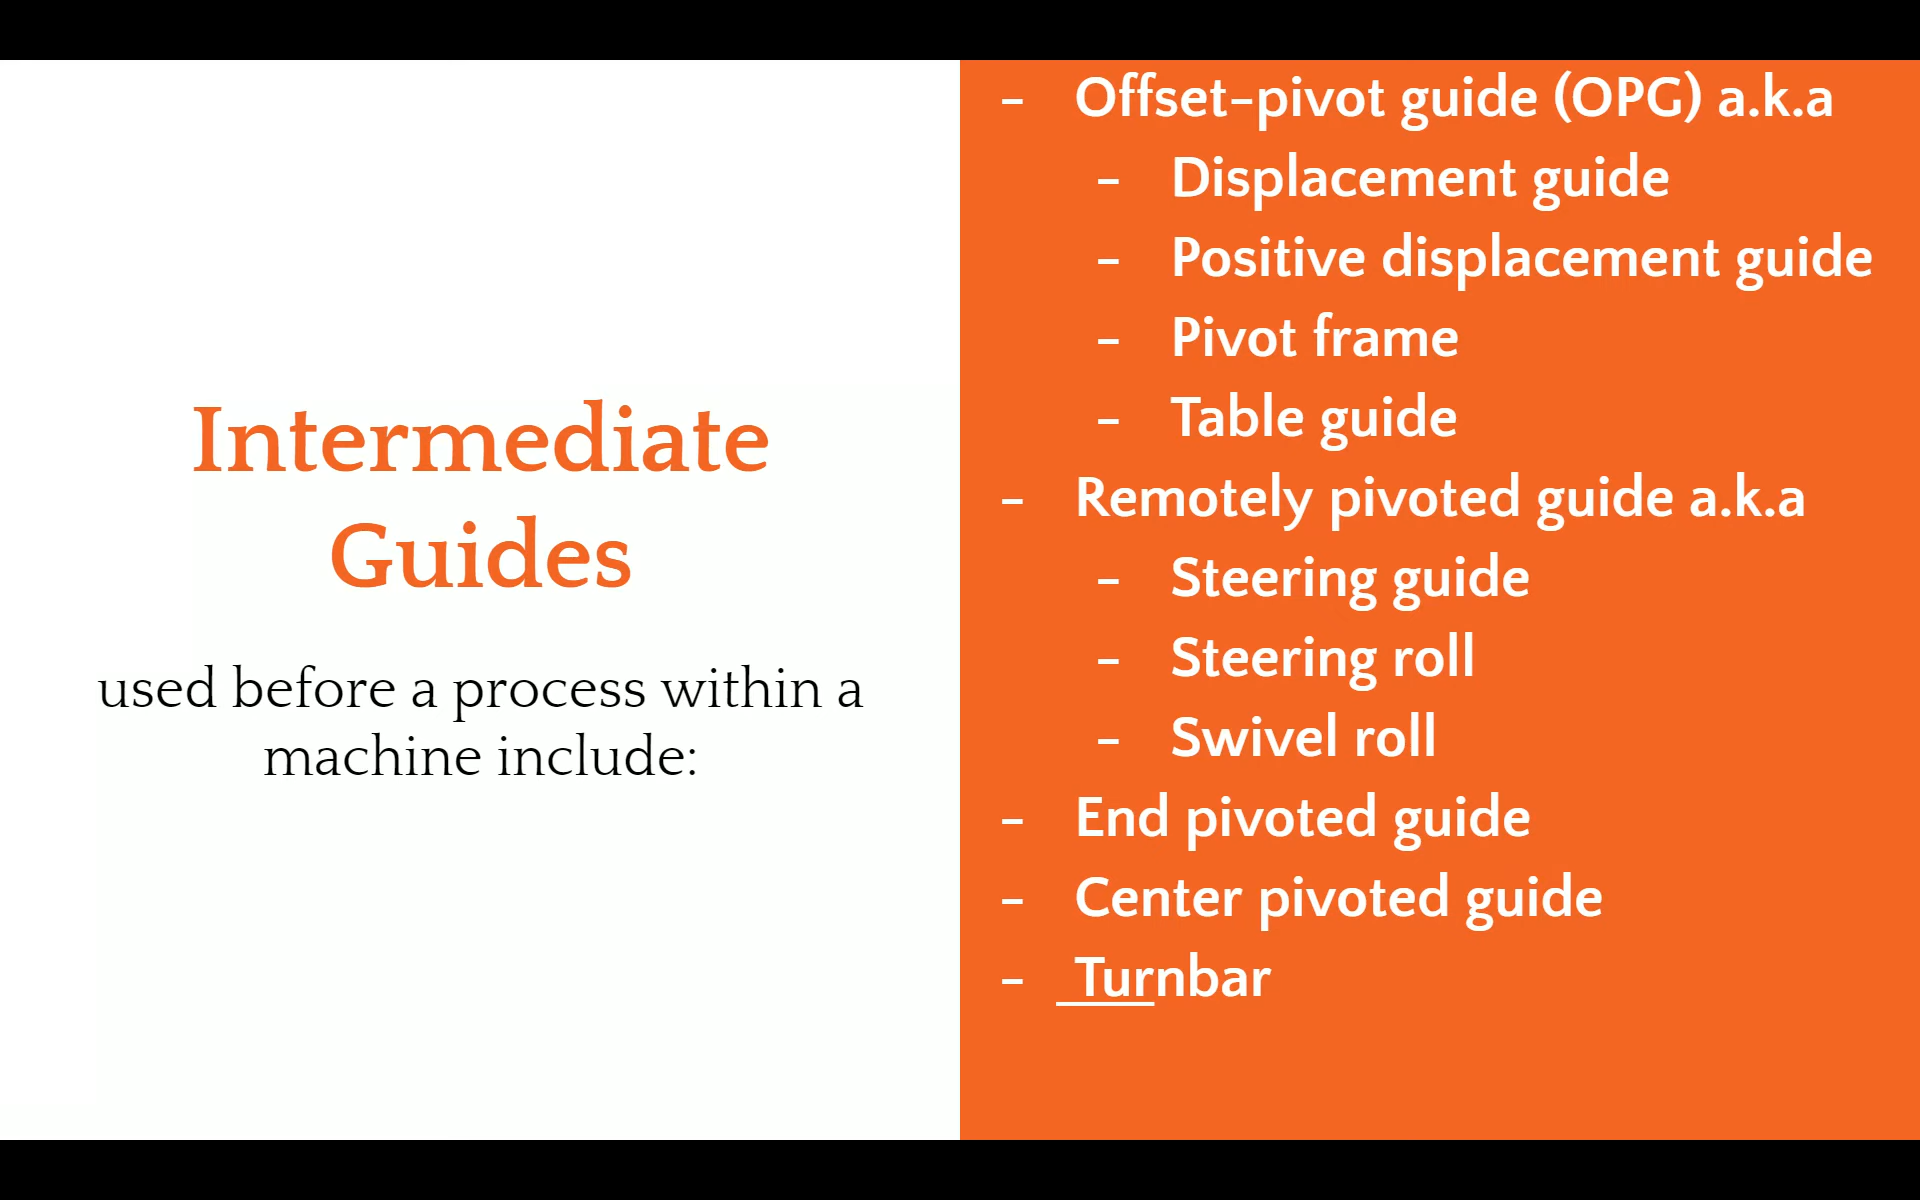 Intermediate
Guides
used before a process within a
machine include:
- Offset-pivot guide (OPG) a.k.a
- Displacement guide
- Positive displacement guide
- Pivot frame
- Table guide
- Remotely pivoted guide a.k.a
- Steering guide
- Steering roll
- Swivel roll
- End pivoted guide
- Center pivoted guide
- Turnbar